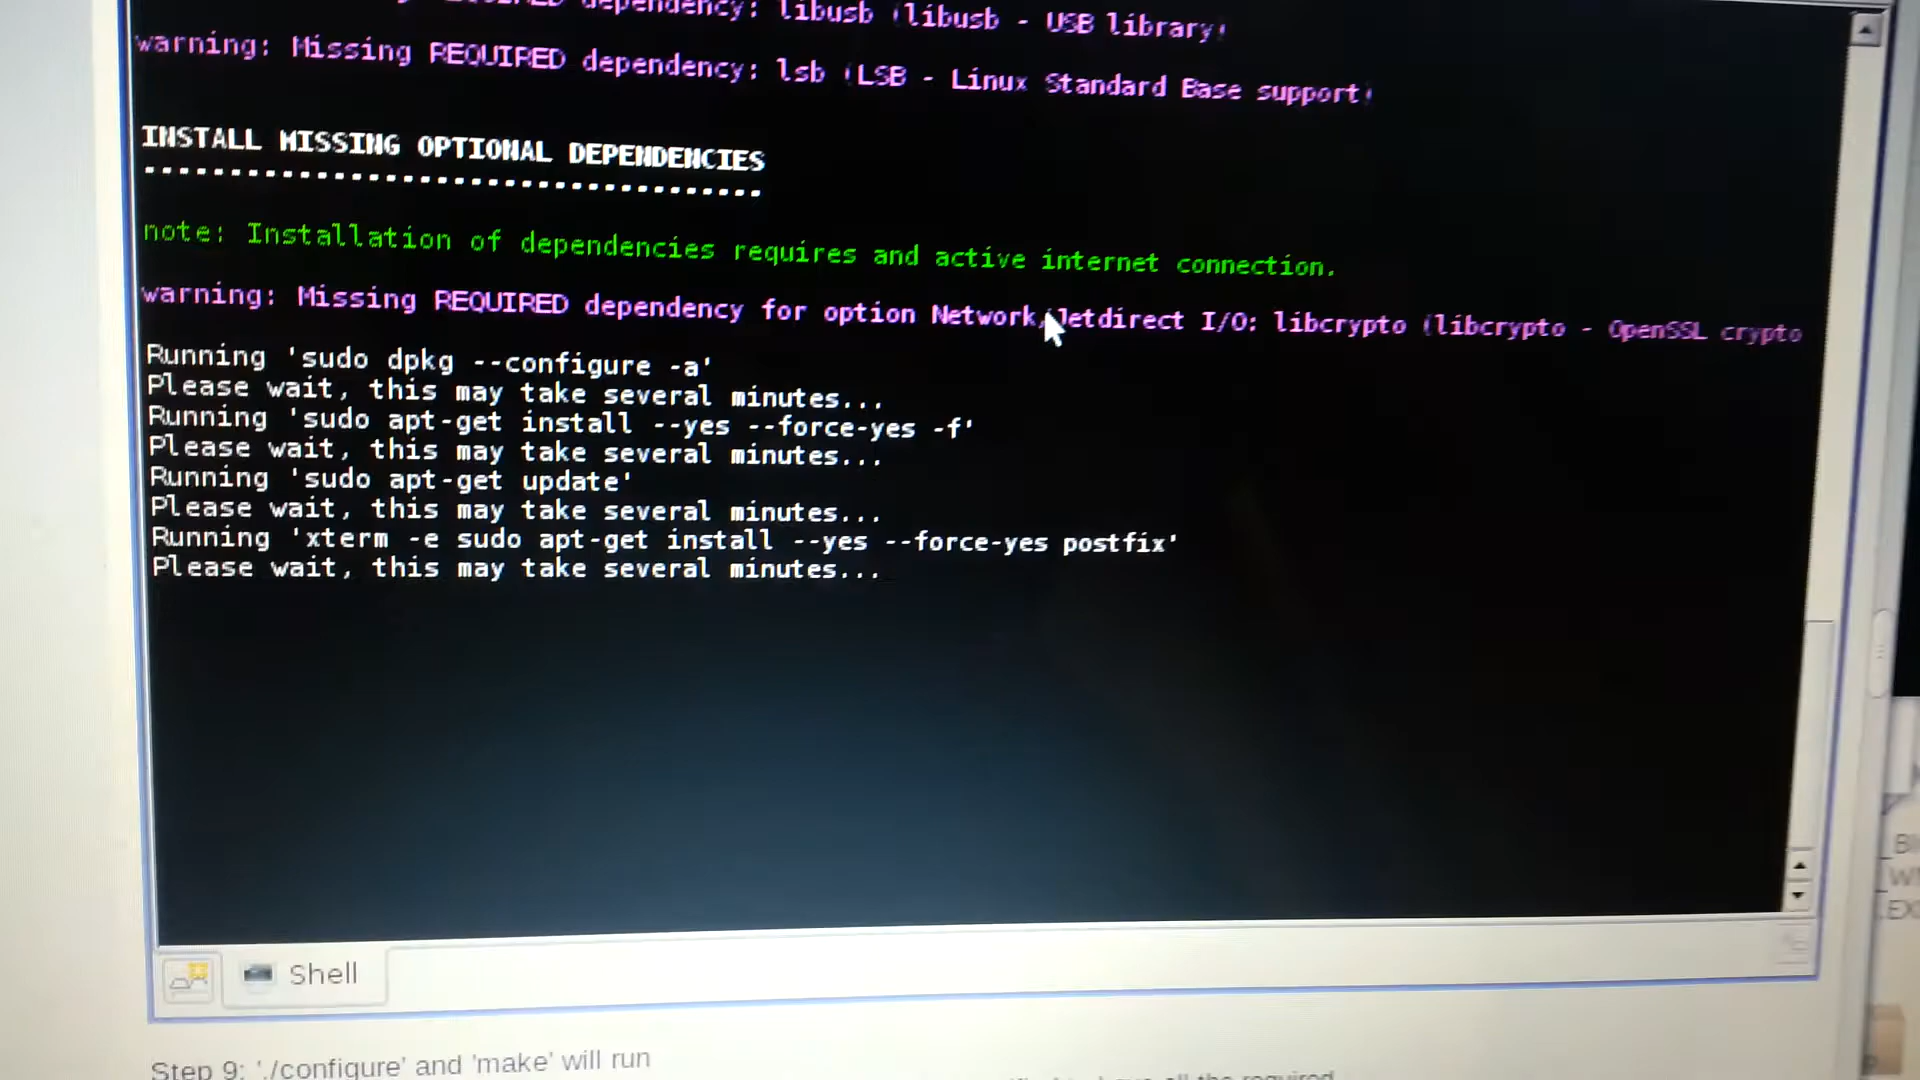 dependency: libusb (libusb - USB library)
warning: Missing REQUIRED dependency: lsb (LSB - Linux Standard Base support)
INSTALL MISSING OPTIONAL DEPENDENCIES
------------------------------------
note: Installation of dependencies requires and active internet connection.
warning: Missing REQUIRED dependency for option Network/Jetdirect I/O: libcrypto (libcrypto - OpenSSL crypto
Running 'sudo dpkg --configure -a'
Please wait, this may take several minutes...
Running 'sudo apt-get install --yes --force-yes -f'
Please wait, this may take several minutes...
Running 'sudo apt-get update'
Please wait, this may take several minutes...
Running 'xterm -e sudo apt-get install --yes --force-yes postfix'
Please wait, this may take several minutes...
Shell
Step 9: './configure' and 'make' will run